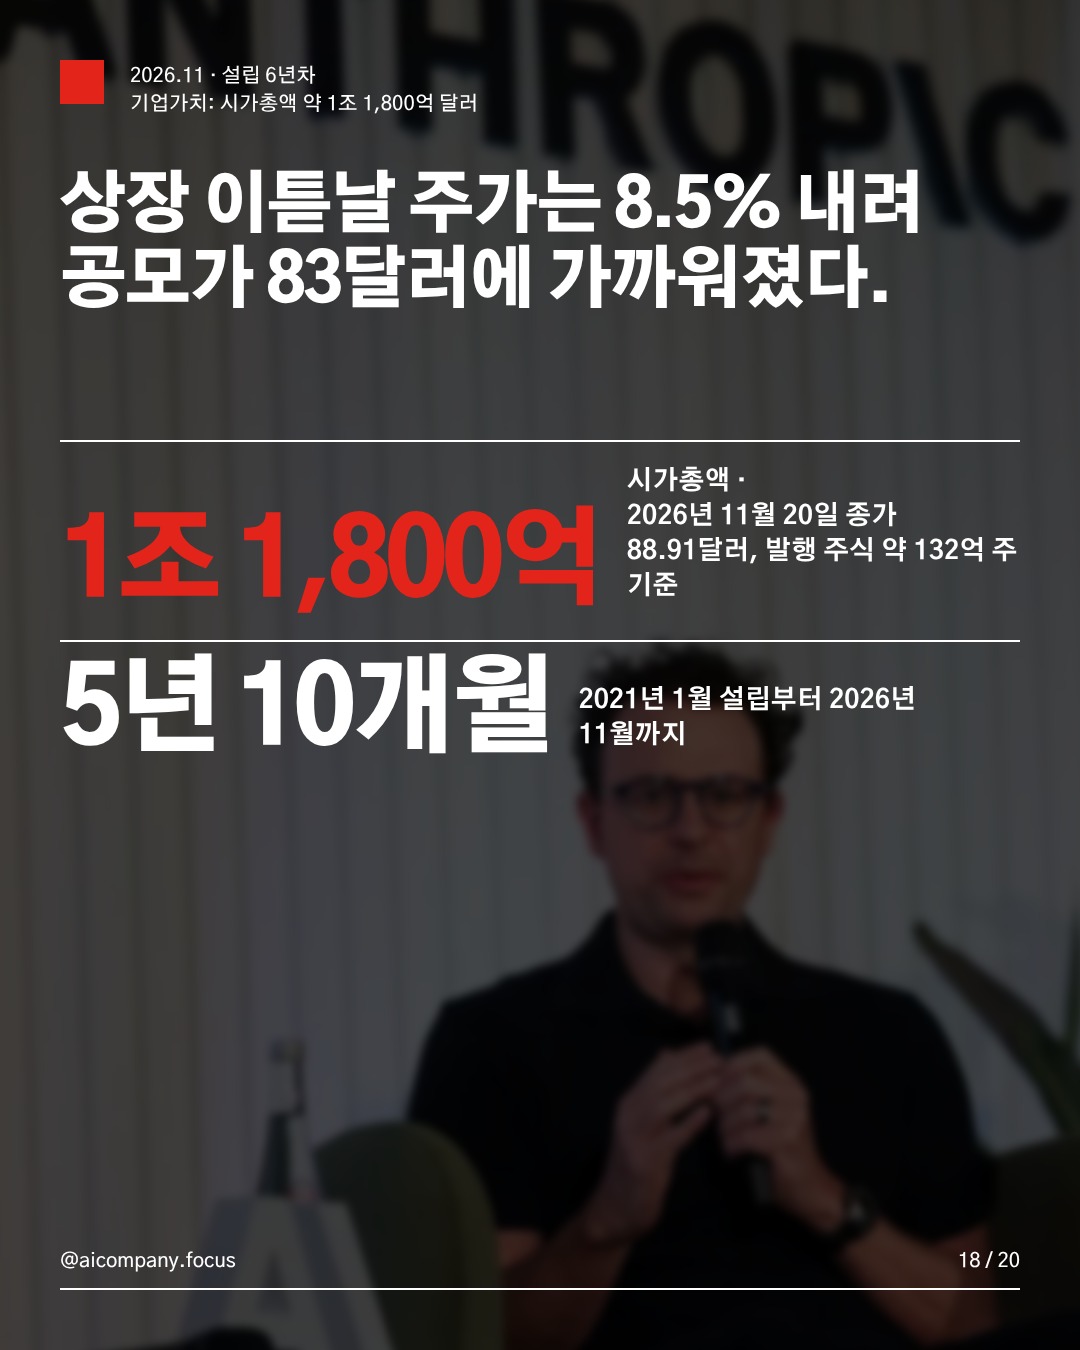 ANTHROPIC
2026.11 · 설립 6년차
기업가치: 시가총액 약 1조 1,800억 달러
상장 이튿날 주가는 8.5% 내려
공모가 83달러에 가까워졌다.
1조 1,800억
시가총액 ·
2026년 11월 20일 종가
88.91달러, 발행 주식 약 132억 주
기준
5년 10개월
2021년 1월 설립부터 2026년
11월까지
@aicompany.focus
18 / 20